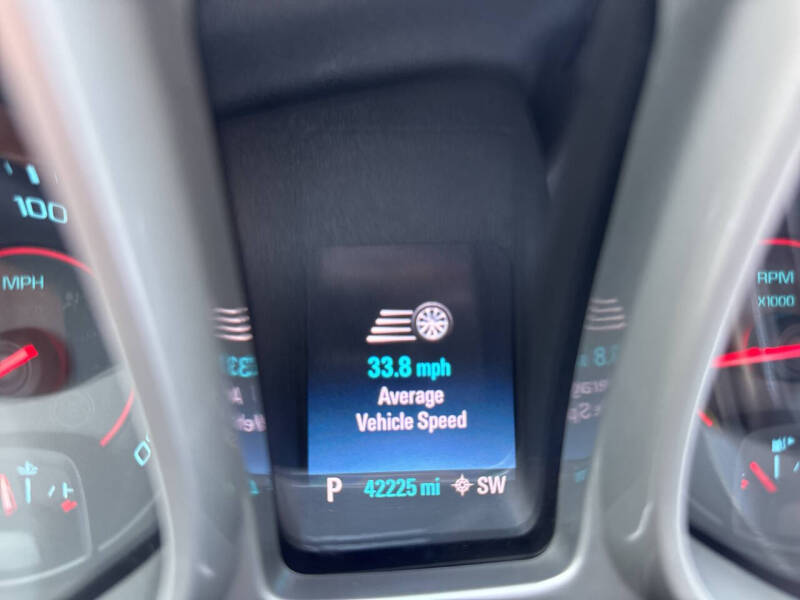 100
MPH
RPM
X1000
33.8 mph
Average
Vehicle Speed
P 42225 mi SW